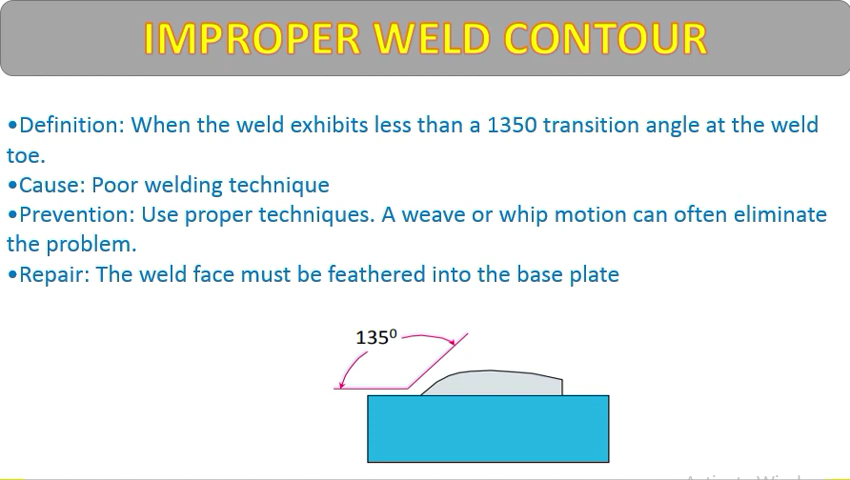 IMPROPER WELD CONTOUR
•Definition: When the weld exhibits less than a 1350 transition angle at the weld
toe.
•Cause: Poor welding technique
•Prevention: Use proper techniques. A weave or whip motion can often eliminate
the problem.
•Repair: The weld face must be feathered into the base plate
135⁰